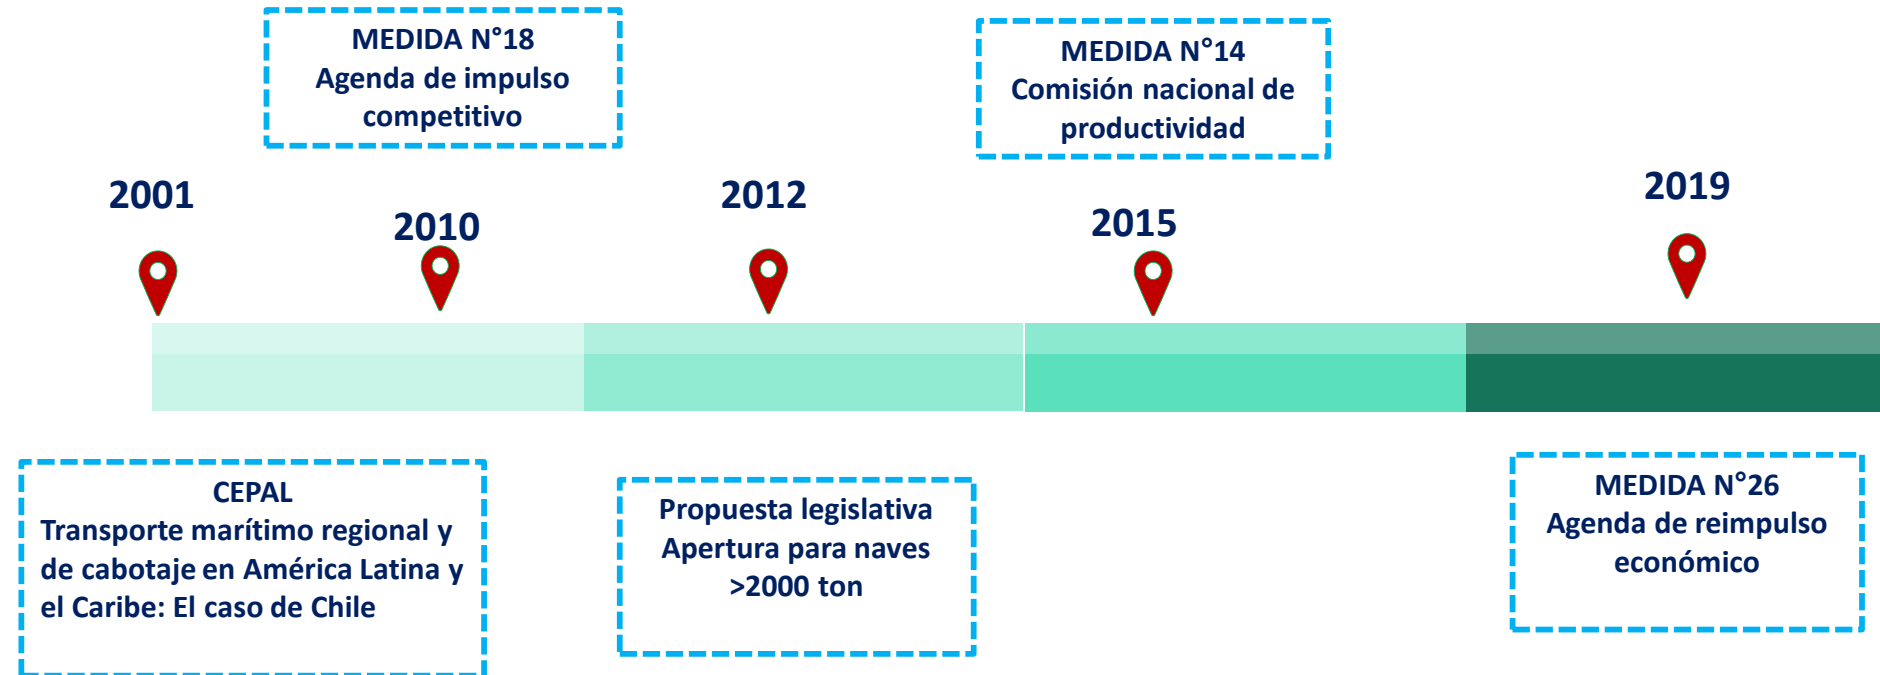 MEDIDA N°18
Agenda de impulso
competitivo
MEDIDA N°14
Comisión nacional de
productividad
2001
2010
2012
2015
2019
CEPAL
Transporte marítimo regional y
de cabotaje en América Latina y
el Caribe: El caso de Chile
Propuesta legislativa
Apertura para naves
>2000 ton
MEDIDA N°26
Agenda de reimpulso
económico